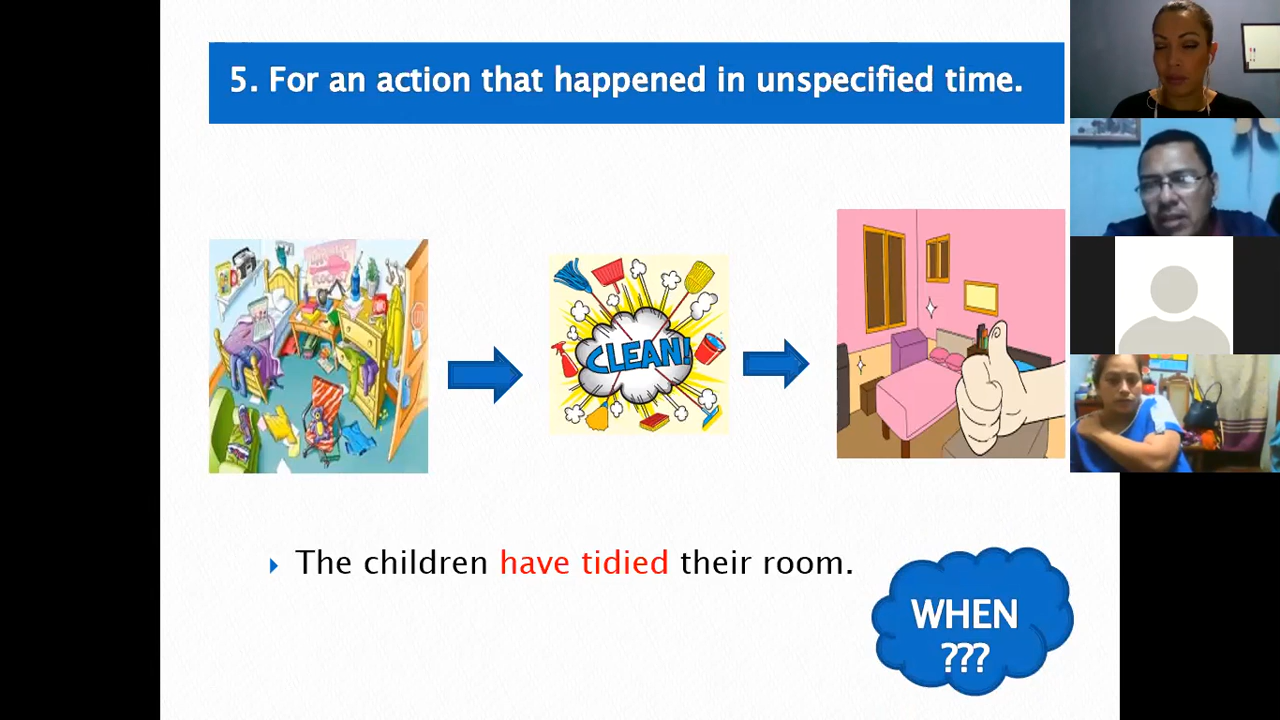 5. For an action that happened in unspecified time.
CLEAN!
The children have tidied their room.
WHEN
???